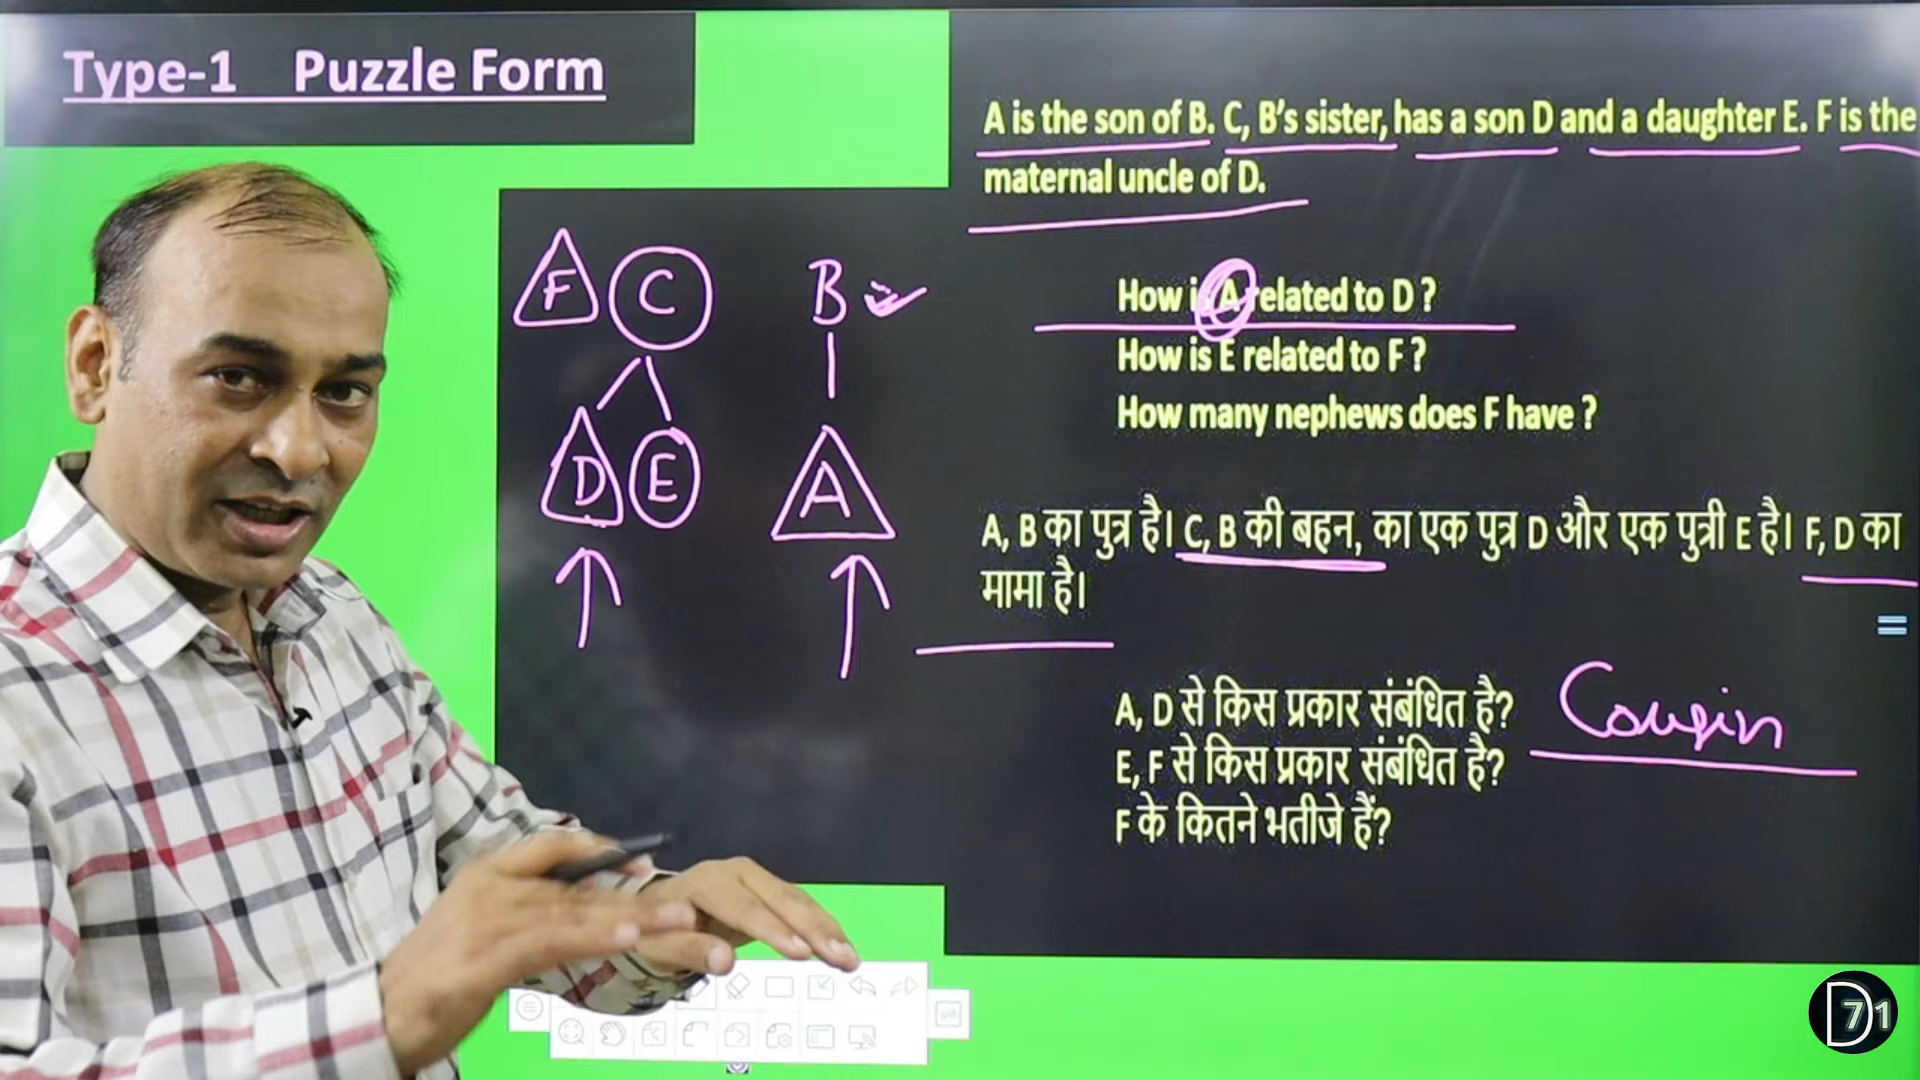 Type-1 Puzzle Form
A is the son of B. C, B's sister, has a son D and a daughter E. F is the
maternal uncle of D.
How is A related to D ?
How is E related to F ?
How many nephews does F have ?
F C B
D E A
A, B का पुत्र है। C, B की बहन, का एक पुत्र D और एक पुत्री E है। F, D का
मामा है।
A, D से किस प्रकार संबंधित है? Cousin
E, F से किस प्रकार संबंधित है?
F के कितने भतीजे हैं?
D 71